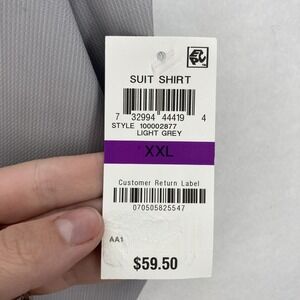 SUIT SHIRT
7 32994 44419 4
STYLE 100002877
LIGHT GREY
XXL
Customer Return Label
070505825547
AA1
$59.50